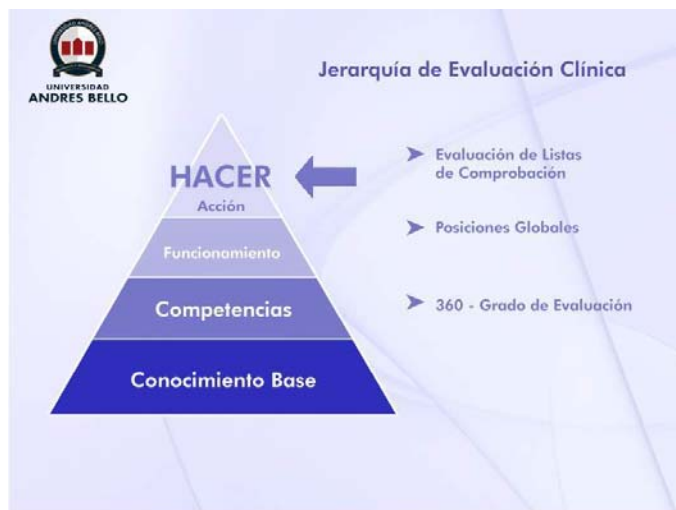 UNIVERSIDAD
ANDRES BELLO
Jerarquía de Evaluación Clínica
HACER
Acción
Funcionamiento
Competencias
Conocimiento Base
Evaluación de Listas
de Comprobación
Posiciones Globales
360 - Grado de Evaluación